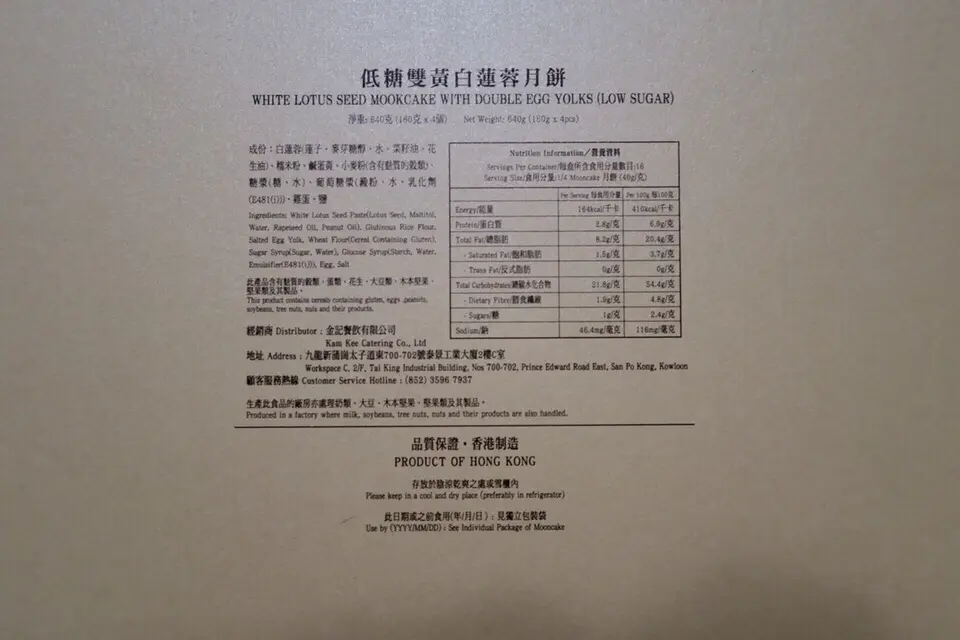 低糖雙黃白蓮蓉月餅
WHITE LOTUS SEED MOOKCAKE WITH DOUBLE EGG YOLKS (LOW SUGAR)
淨重: 640克 (160克 x 4個) Net Weight: 640g (160g x 4pcs)
成份：白蓮蓉(蓮子、麥芽糖醇、水、菜籽油、花
生油)、糯米粉、鹹蛋黃、小麥粉(含有麩質的穀類)、
糖漿(糖、水)、葡萄糖漿(澱粉、水、乳化劑
(E481(i)))、雞蛋、鹽
Ingredients: White Lotus Seed Paste(Lotus Seed, Maltitol,
Water, Rapeseed Oil, Peanut Oil), Glutinous Rice Flour,
Salted Egg Yolk, Wheat Flour(Cereal Containing Gluten),
Sugar Syrup(Sugar, Water), Glucose Syrup(Starch, Water,
Emulsifier(E481(i))), Egg, Salt
此產品含有麩質的穀類、蛋類、花生、大豆類、木本堅果、
堅果類及其製品。
This product contains cereals containing gluten, eggs ,peanuts,
soybeans, tree nuts, nuts and their products.
Nutrition Information／營養資料
Servings Per Container/每食所含食用分量數目:16
Serving Size/食用分量:1/4 Mooncake 月餅 (40g/克)
Per Serving 每食用分量 Per 100g 每100克
Energy/能量 164kcal/千卡 410kcal/千卡
Protein/蛋白質 2.8g/克 6.9g/克
Total Fat/總脂肪 8.2g/克 20.4g/克
- Saturated Fat/飽和脂肪 1.5g/克 3.7g/克
- Trans Fat/反式脂肪 0g/克 0g/克
Total Carbohydrates/總碳水化合物 21.8g/克 54.4g/克
- Dietary Fibre/膳食纖維 1.9g/克 4.8g/克
- Sugars/糖 1g/克 2.4g/克
Sodium/鈉 46.4mg/毫克 116mg/毫克
經銷商 Distributor：金記餐飲有限公司
Kam Kee Catering Co., Ltd
地址 Address：九龍新蒲崗太子道東700-702號泰景工業大廈2樓C室
Workspace C, 2/F, Tai King Industrial Building, Nos 700-702, Prince Edward Road East, San Po Kong, Kowloon
顧客服務熱線 Customer Service Hotline：(852) 3596 7937
生產此食品的廠房亦處理奶類、大豆、木本堅果、堅果類及其製品。
Produced in a factory where milk, soybeans, tree nuts, nuts and their products are also handled.
品質保證・香港制造
PRODUCT OF HONG KONG
存放於陰涼乾爽之處或雪櫃內
Please keep in a cool and dry place (preferably in refrigerator)
此日期或之前食用(年/月/日)：見獨立包裝袋
Use by (YYYY/MM/DD)：See Individual Package of Mooncake